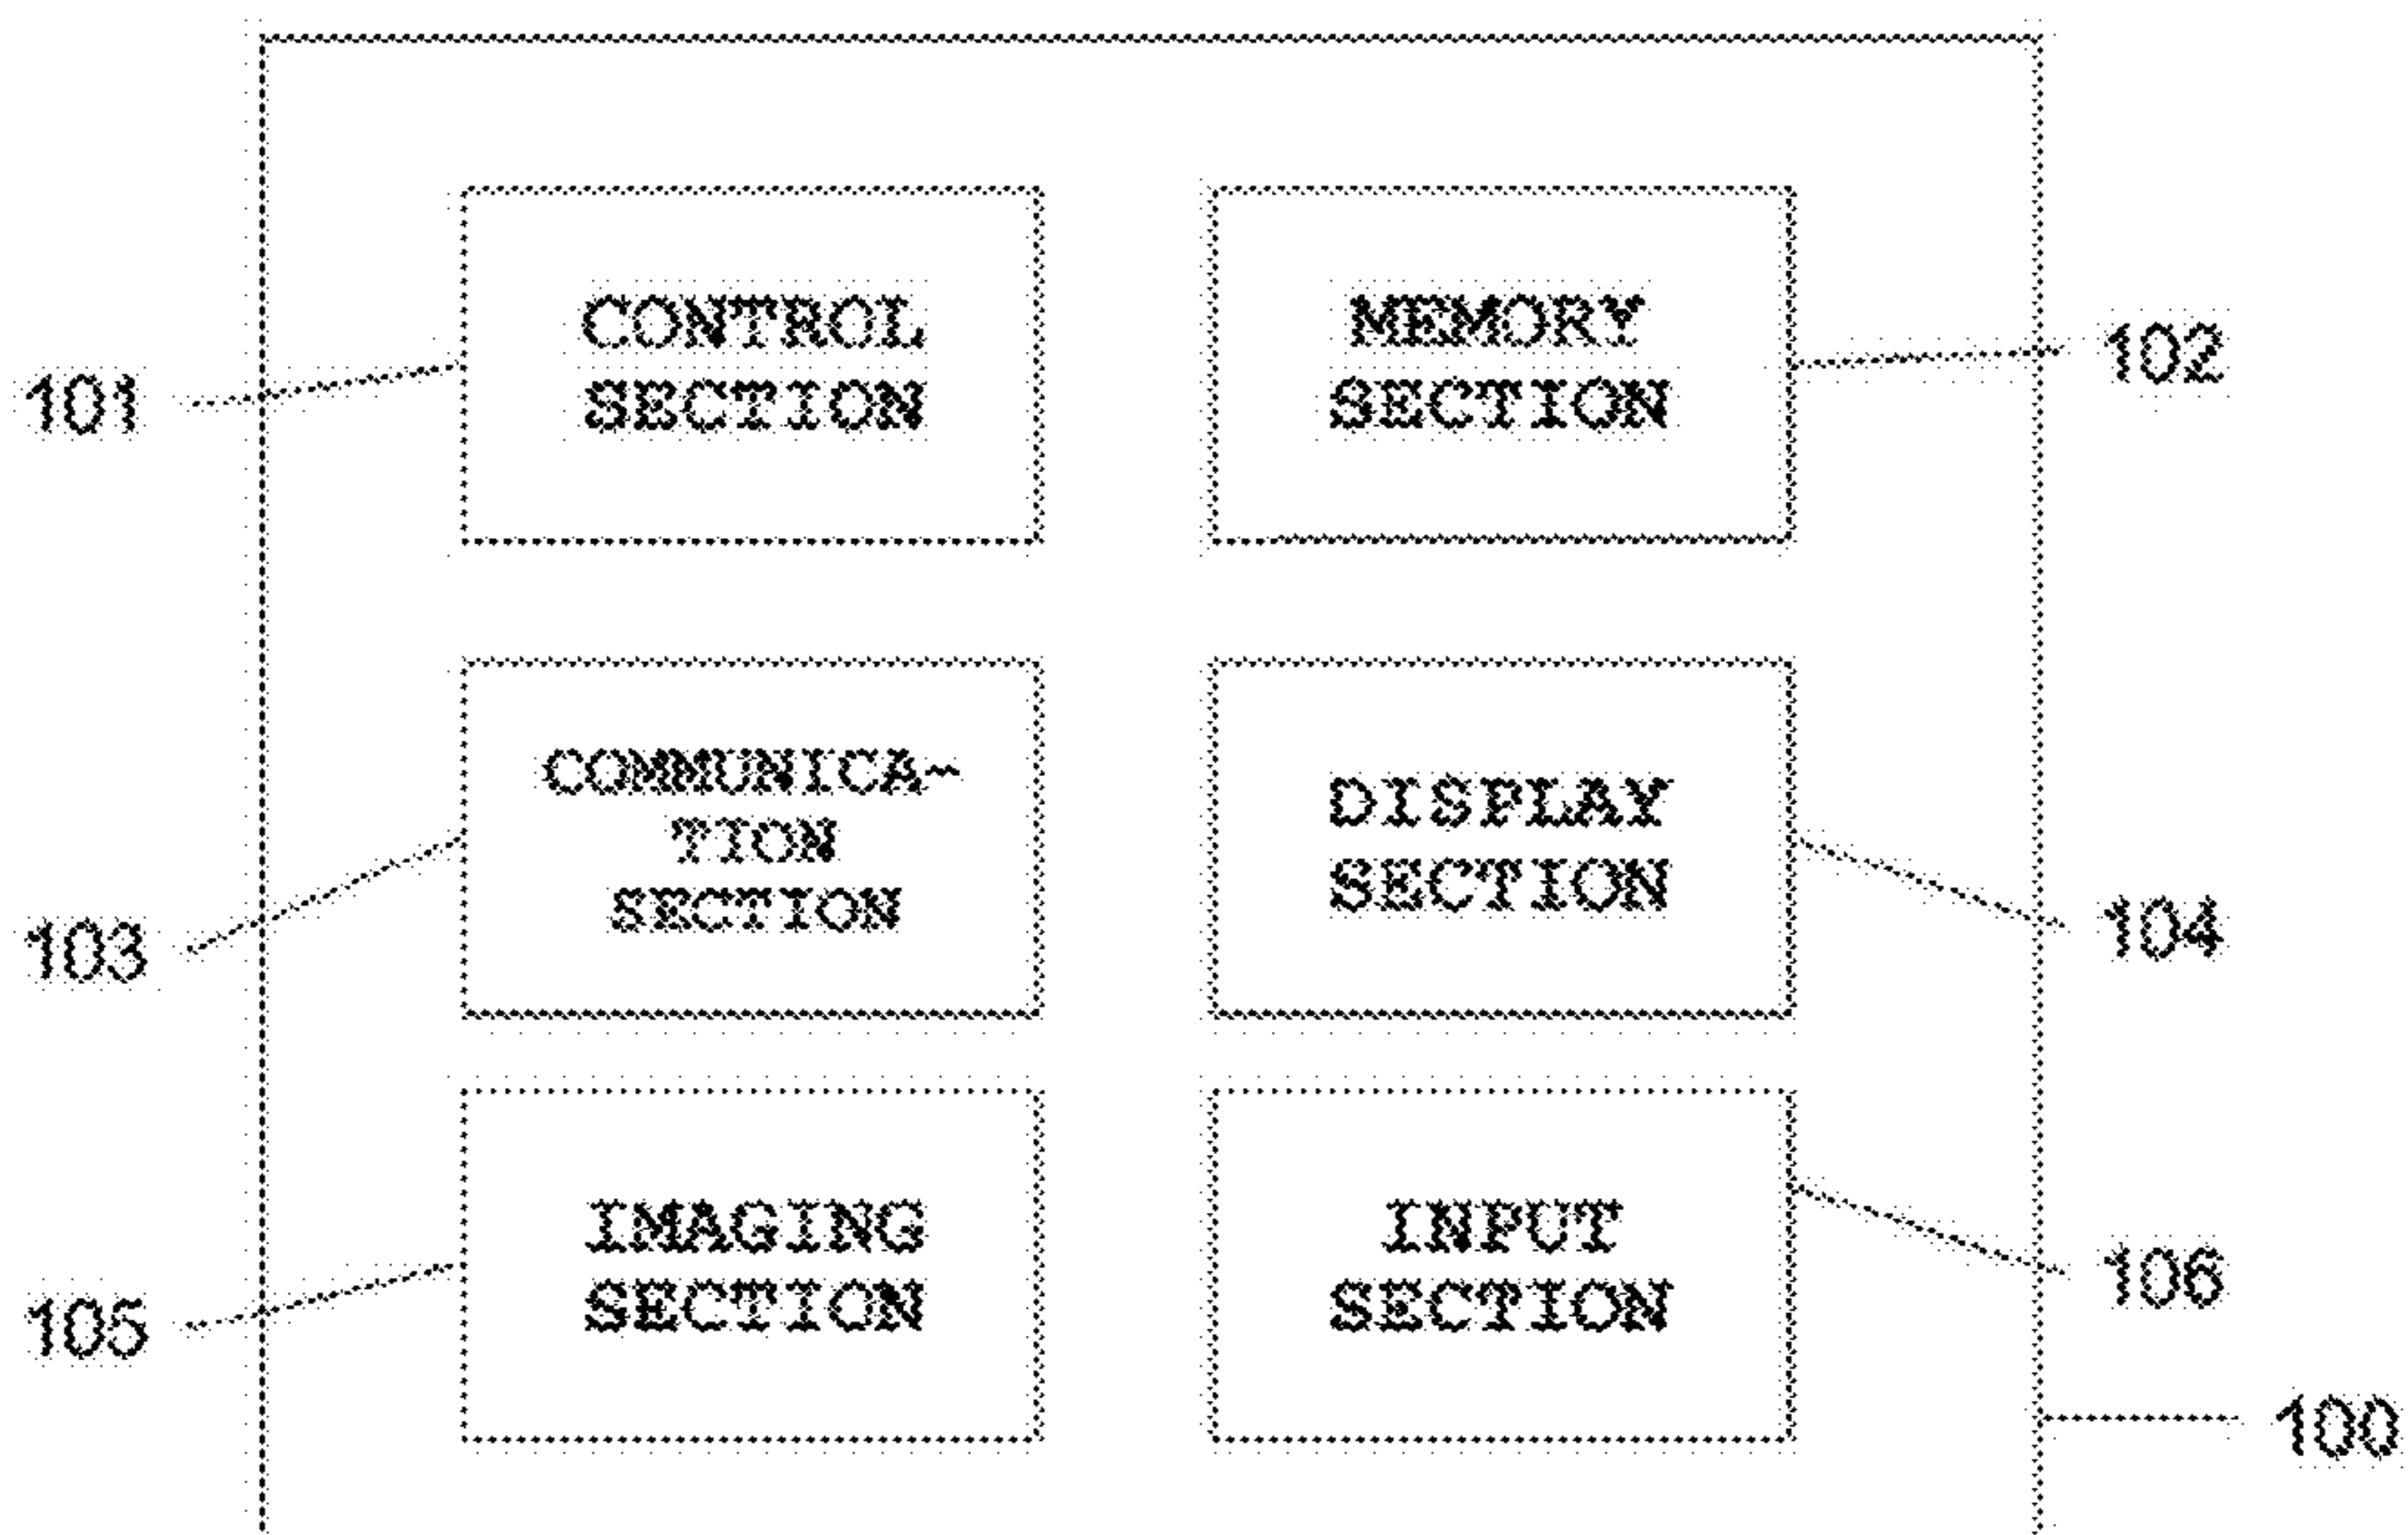 CONTROL
SECTION
MEMORY
SECTION
101
102
COMMUNICA-
TION
SECTION
DISPLAY
SECTION
103
104
IMAGING
SECTION
INPUT
SECTION
105
106
100